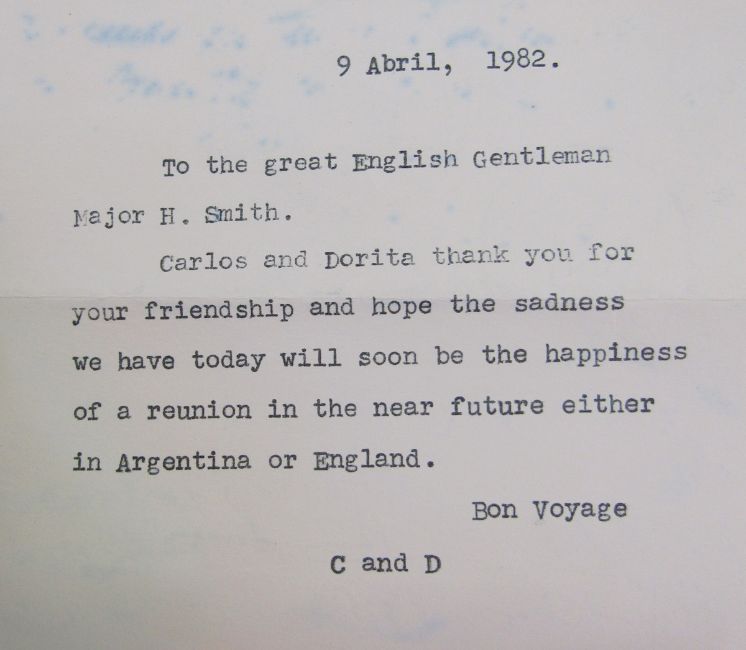 9 Abril, 1982.
To the great English Gentleman
Major H. Smith.
Carlos and Dorita thank you for
your friendship and hope the sadness
we have today will soon be the happiness
of a reunion in the near future either
in Argentina or England.
Bon Voyage
C and D